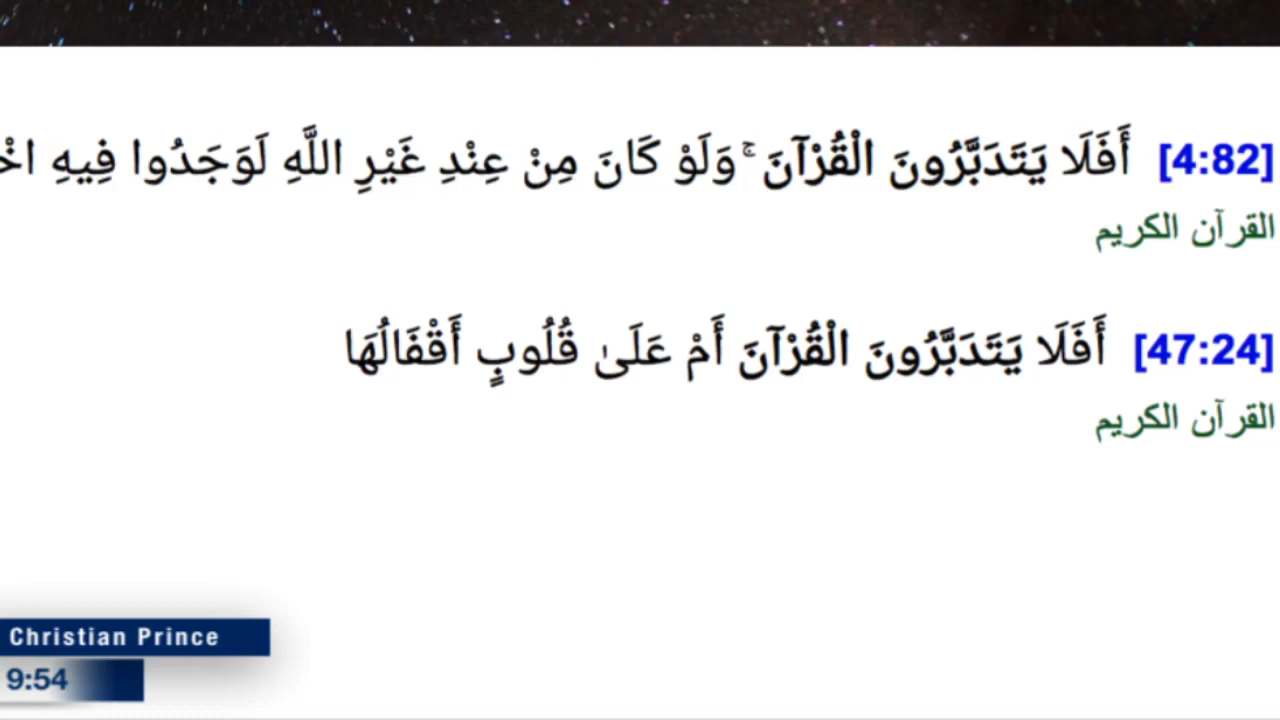 [4:82] أَفَلَا يَتَدَبَّرُونَ الْقُرْآنَ ۚ وَلَوْ كَانَ مِنْ عِنْدِ غَيْرِ اللَّهِ لَوَجَدُوا فِيهِ
القرآن الكريم
[47:24] أَفَلَا يَتَدَبَّرُونَ الْقُرْآنَ أَمْ عَلَىٰ قُلُوبٍ أَقْفَالُهَا
القرآن الكريم
Christian Prince
9:54